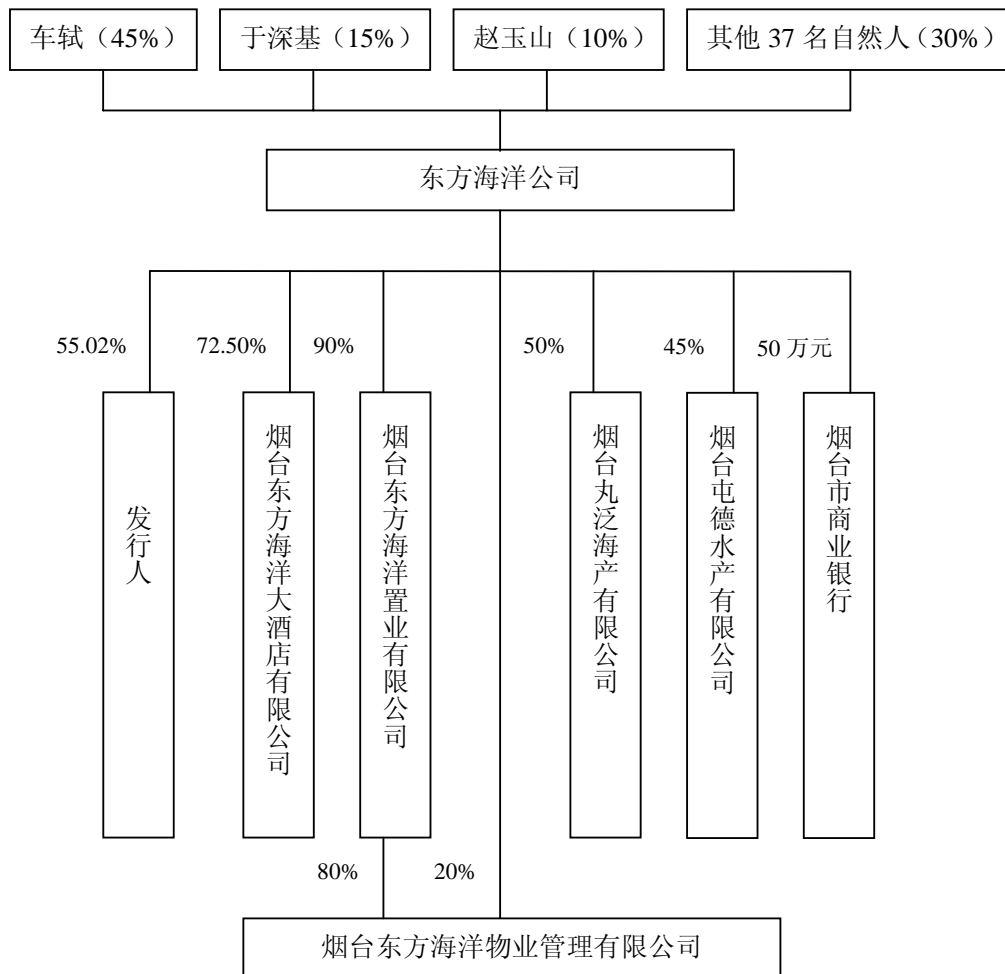 车轼（45%）
于深基（15%）
赵玉山（10%）
其他 37 名自然人（30%）
东方海洋公司
55.02%
72.50%
90%
50%
45%
50 万元
发行人
烟台东方海洋大酒店有限公司
烟台东方海洋置业有限公司
烟台丸泛海产有限公司
烟台屯德水产有限公司
烟台市商业银行
80%
20%
烟台东方海洋物业管理有限公司